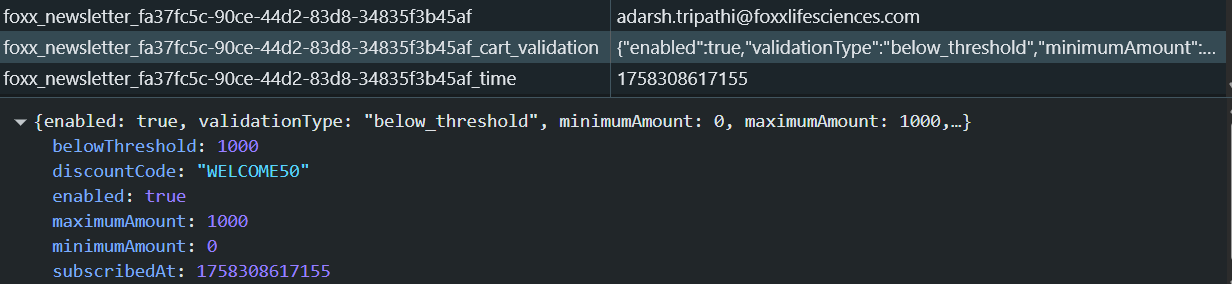 foxx_newsletter_fa37fc5c-90ce-44d2-83d8-34835f3b45af adarsh.tripathi@foxxlifesciences.com
foxx_newsletter_fa37fc5c-90ce-44d2-83d8-34835f3b45af_cart_validation {"enabled":true,"validationType":"below_threshold","minimumAmount":...
foxx_newsletter_fa37fc5c-90ce-44d2-83d8-34835f3b45af_time 1758308617155
▼ {enabled: true, validationType: "below_threshold", minimumAmount: 0, maximumAmount: 1000,…}
belowThreshold: 1000
discountCode: "WELCOME50"
enabled: true
maximumAmount: 1000
minimumAmount: 0
subscribedAt: 1758308617155